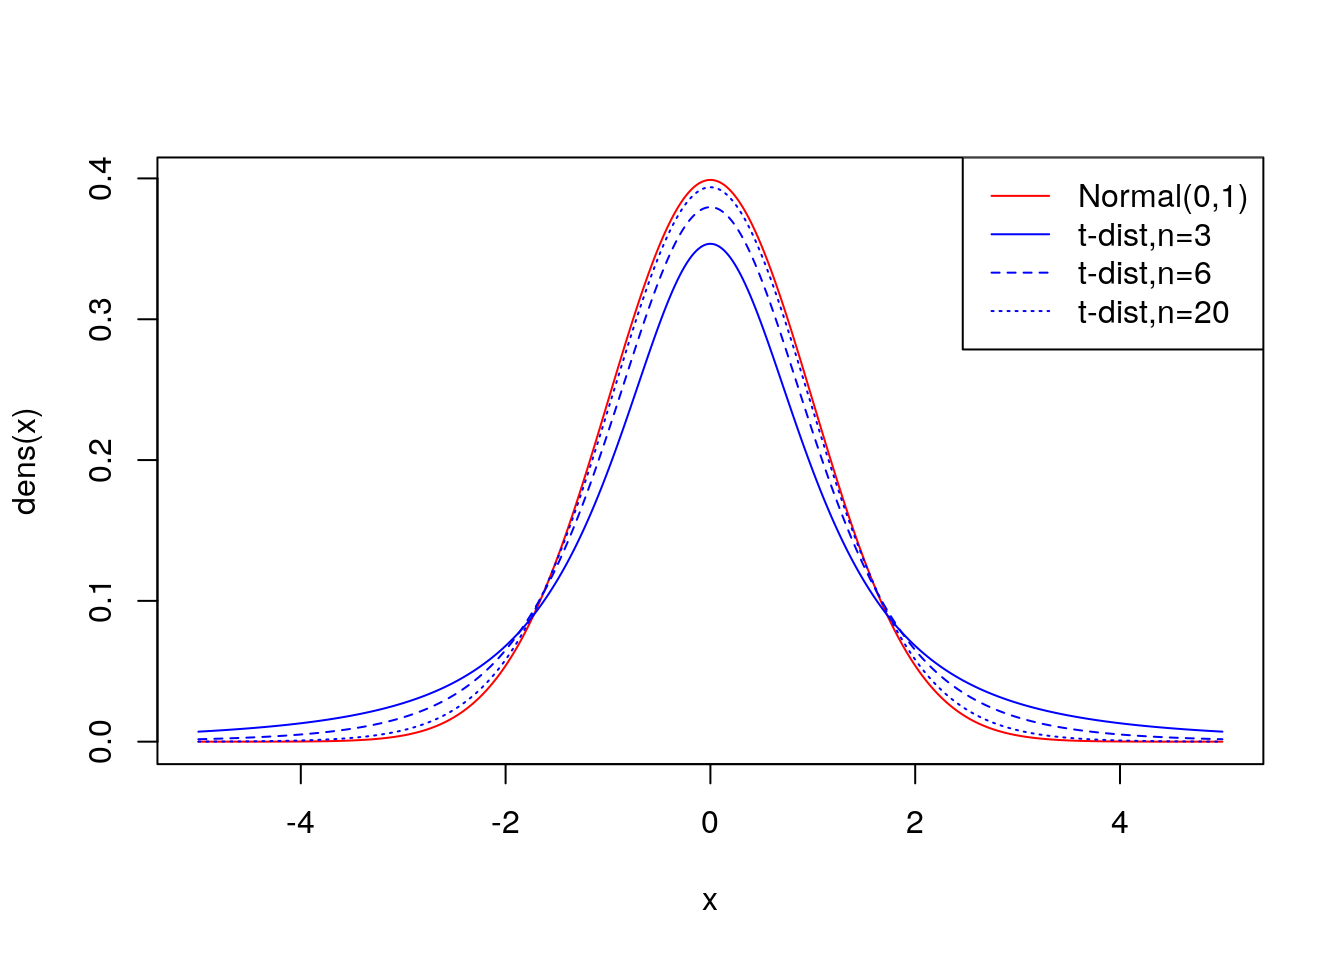 Normal(0,1)
t-dist,n=3
t-dist,n=6
t-dist,n=20
dens(x)
0.4
0.3
0.2
0.1
0.0
-4 -2 0 2 4
x